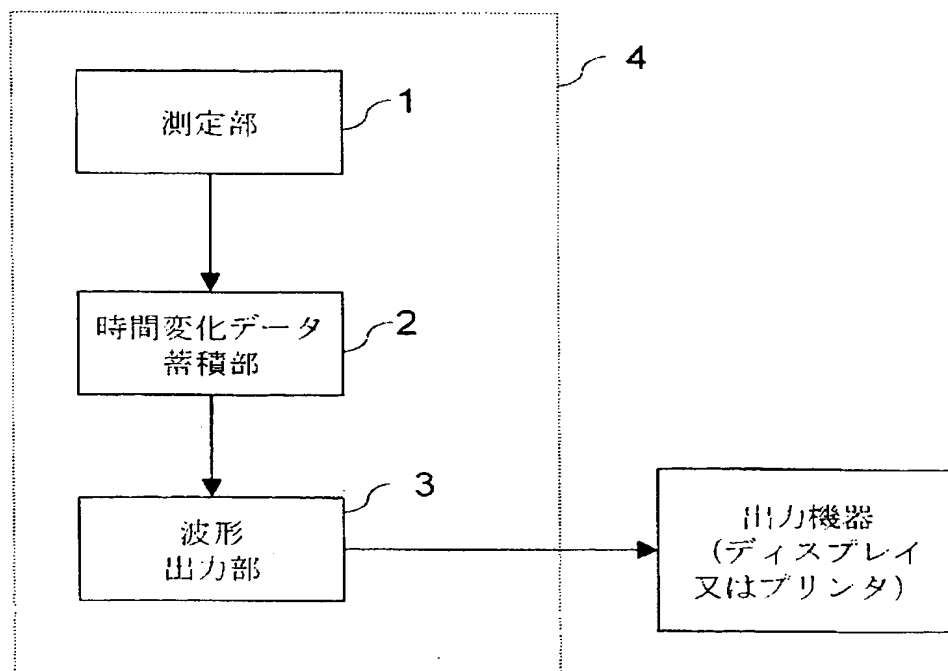 4
1
測定部
2
時間変化データ
蓄積部
3
波形
出力部
出力機器
(ディスプレイ
又はプリンタ)